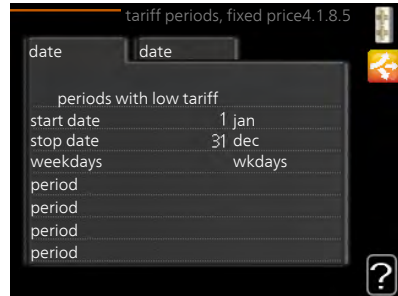 tariff periods, fixed price4.1.8.5
date date
periods with low tariff
start date 1 jan
stop date 31 dec
weekdays wkdays
period
period
period
period
?